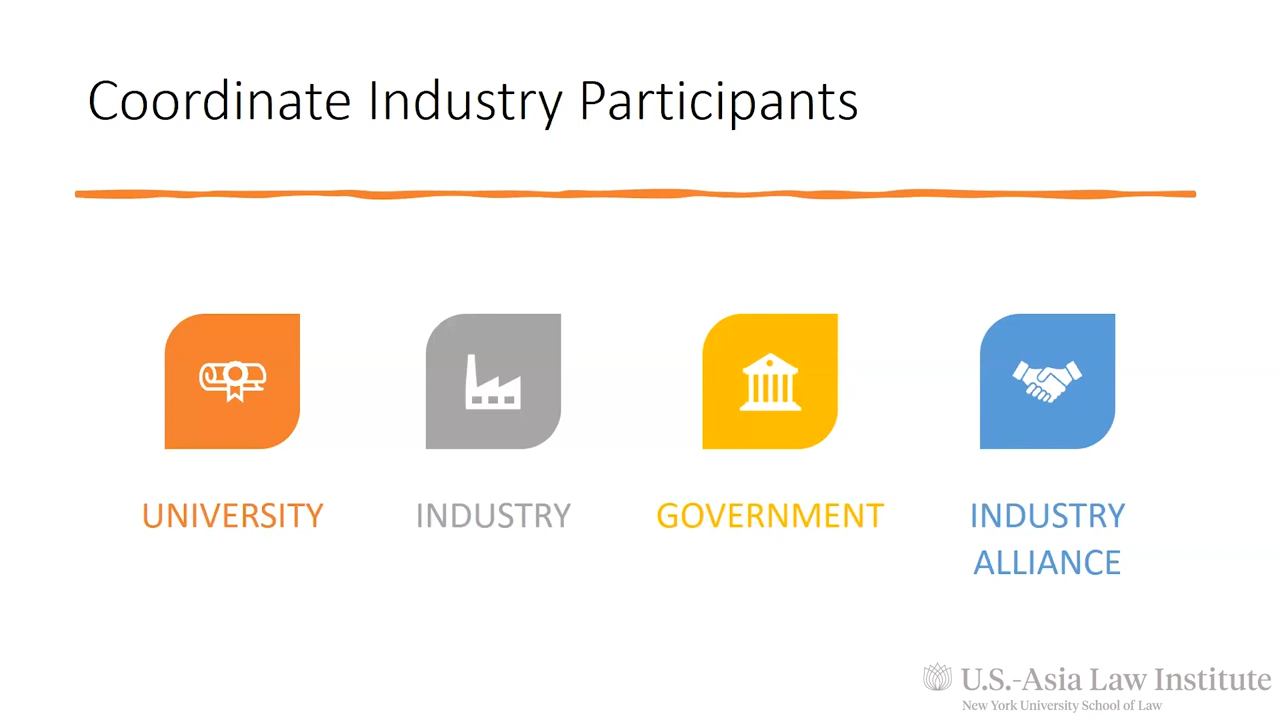 Coordinate Industry Participants
UNIVERSITY
INDUSTRY
GOVERNMENT
INDUSTRY
ALLIANCE
U.S.-Asia Law Institute
New York University School of Law